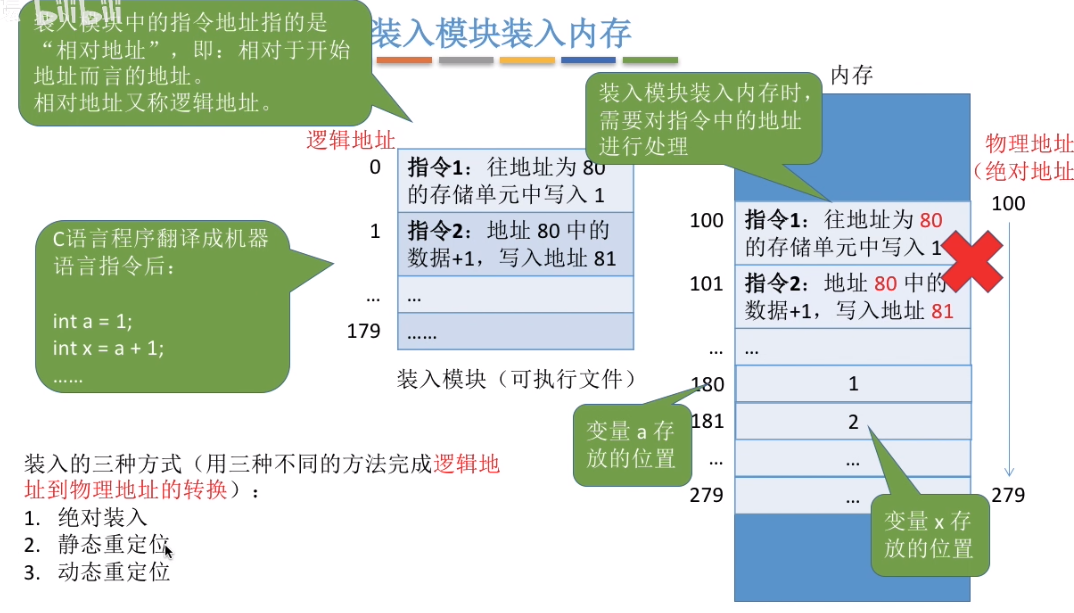 bilibili
装入模块中的指令地址指的是
“相对地址”，即：相对于开始
地址而言的地址。
相对地址又称逻辑地址。
装入模块装入内存
装入模块装入内存时，
需要对指令中的地址
进行处理
内存
逻辑地址
物理地址
（绝对地址
0
指令1：往地址为 80
的存储单元中写入 1
1
指令2：地址 80 中的
数据+1，写入地址 81
...
...
179
......
装入模块（可执行文件）
C语言程序翻译成机器
语言指令后：
int a = 1;
int x = a + 1;
......
100
指令1：往地址为 80
的存储单元中写入 1
100
101
指令2：地址 80 中的
数据+1，写入地址 81
...
...
180
1
181
2
...
...
279
...
279
变量 a 存
放的位置
变量 x 存
放的位置
装入的三种方式（用三种不同的方法完成逻辑地
址到物理地址的转换）：
1. 绝对装入
2. 静态重定位
3. 动态重定位